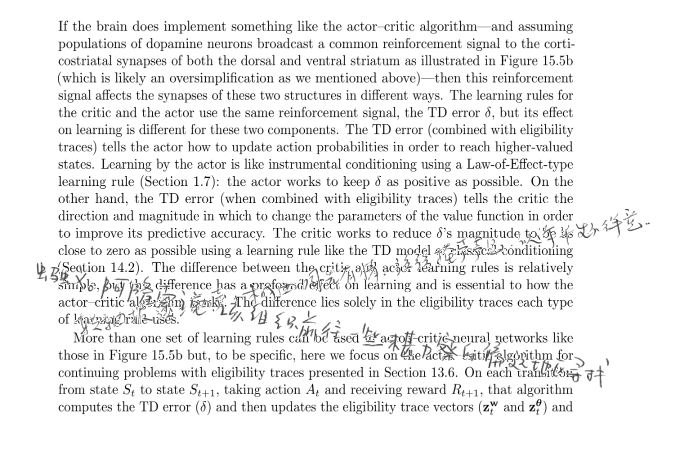 If the brain does implement something like the actor–critic algorithm—and assuming
populations of dopamine neurons broadcast a common reinforcement signal to the corti-
costriatal synapses of both the dorsal and ventral striatum as illustrated in Figure 15.5b
(which is likely an oversimplification as we mentioned above)—then this reinforcement
signal affects the synapses of these two structures in different ways. The learning rules for
the critic and the actor use the same reinforcement signal, the TD error δ, but its effect
on learning is different for these two components. The TD error (combined with eligibility
traces) tells the actor how to update action probabilities in order to reach higher-valued
states. Learning by the actor is like instrumental conditioning using a Law-of-Effect-type
learning rule (Section 1.7): the actor works to keep δ as positive as possible. On the
other hand, the TD error (when combined with eligibility traces) tells the critic the
direction and magnitude in which to change the parameters of the value function in order
to improve its predictive accuracy. The critic works to reduce δ's magnitude to be as
close to zero as possible using a learning rule like the TD model of classical conditioning
(Section 14.2). The difference between the critic and actor learning rules is relatively
simple, but this difference has a profound effect on learning and is essential to how the
actor–critic algorithm works. The difference lies solely in the eligibility traces each type
of learning rule uses.
More than one set of learning rules can be used in actor–critic neural networks like
those in Figure 15.5b but, to be specific, here we focus on the actor–critic algorithm for
continuing problems with eligibility traces presented in Section 13.6. On each transition
from state S_t to state S_{t+1}, taking action A_t and receiving reward R_{t+1}, that algorithm
computes the TD error (δ) and then updates the eligibility trace vectors (z_t^w and z_t^θ) and